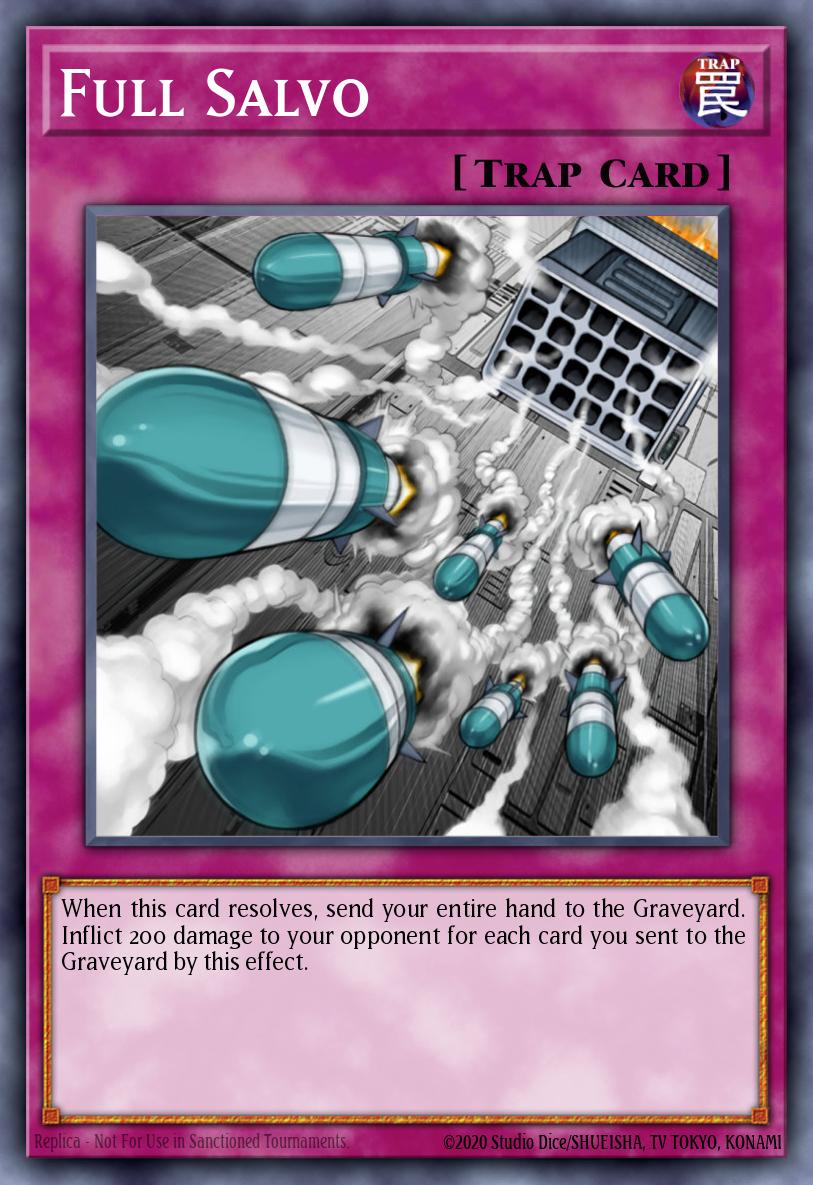 Full Salvo
TRAP
罠
[Trap Card]
When this card resolves, send your entire hand to the Graveyard.
Inflict 200 damage to your opponent for each card you sent to the
Graveyard by this effect.
Replica - Not For Use in Sanctioned Tournaments.
©2020 Studio Dice/SHUEISHA, TV TOKYO, KONAMI